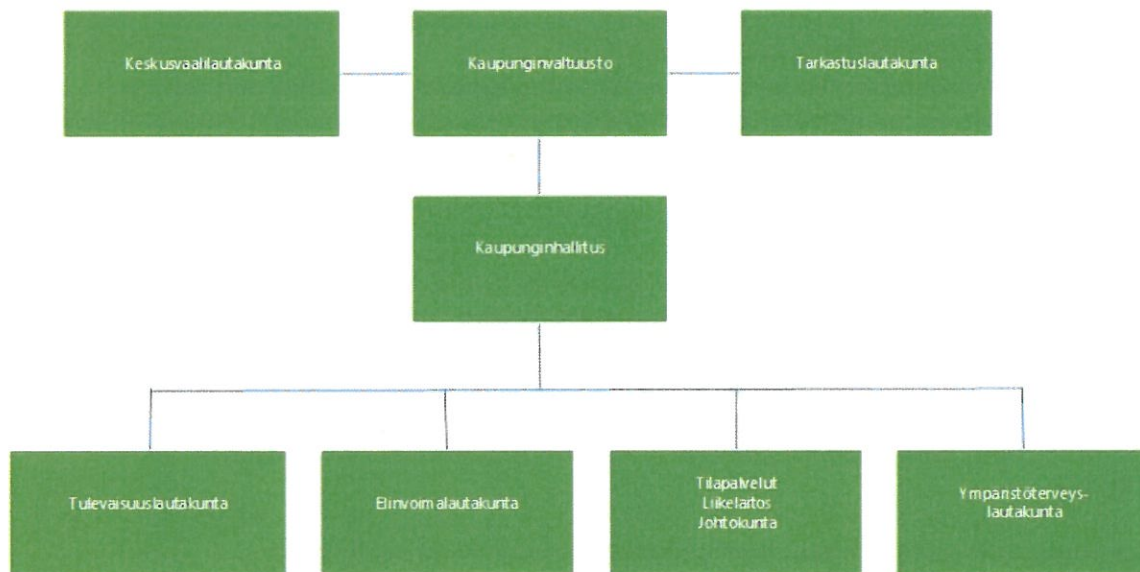 Keskusvaalilautakunta
Kaupunginvaltuusto
Tarkastuslautakunta
Kaupunginhallitus
Tulevaisuuslautakunta
Elinvoimalautakunta
Tilapalvelut
Liikelaitos
Johtokunta
Ympäristöterveys-
lautakunta